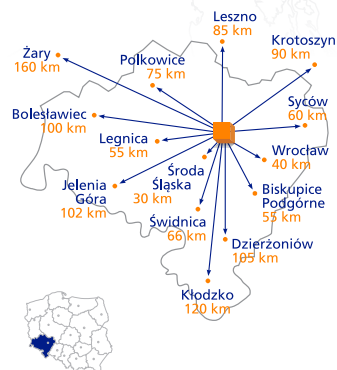 Leszno
85 km
Krotoszyn
90 km
Żary
160 km
Polkowice
75 km
Syców
60 km
Bolesławiec
100 km
Legnica
55 km
Wrocław
40 km
Środa
Śląska
30 km
Jelenia
Góra
102 km
Biskupice
Podgórne
55 km
Świdnica
66 km
Dzierżoniów
105 km
Kłodzko
120 km